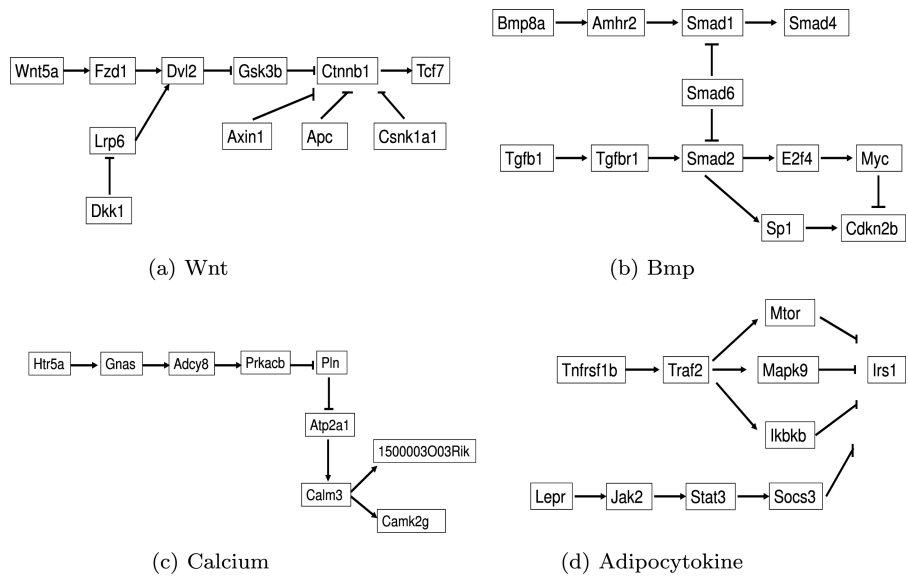 Wnt5a Fzd1 Dvl2 Gsk3b Ctnnb1 Tcf7
Lrp6 Axin1 Apc Csnk1a1
Dkk1
(a) Wnt
Bmp8a Amhr2 Smad1 Smad4
Smad6
Tgfb1 Tgfbr1 Smad2 E2f4 Myc
Sp1 Cdkn2b
(b) Bmp
Htr5a Gnas Adcy8 Prkacb Pln
Atp2a1
1500003O03Rik
Calm3
Camk2g
(c) Calcium
Mtor
Tnfrsf1b Traf2 Mapk9 Irs1
Ikbkb
Lepr Jak2 Stat3 Socs3
(d) Adipocytokine